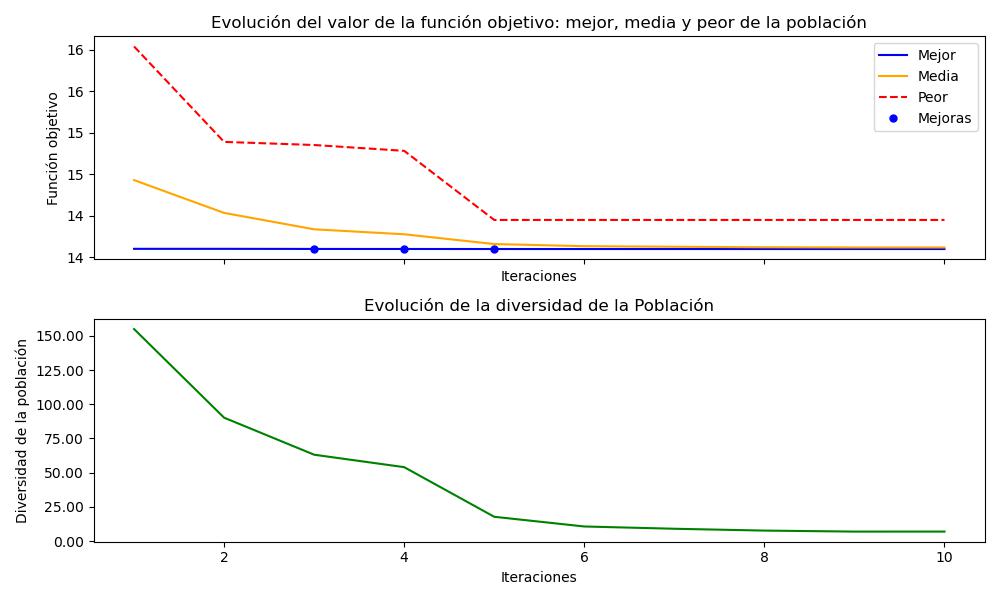 Evolución del valor de la función objetivo: mejor, media y peor de la población
16
16
15
15
14
14
Función objetivo
Mejor
Media
Peor
Mejoras
Iteraciones
Evolución de la diversidad de la Población
150.00
125.00
100.00
75.00
50.00
25.00
0.00
Diversidad de la población
2
4
6
8
10
Iteraciones